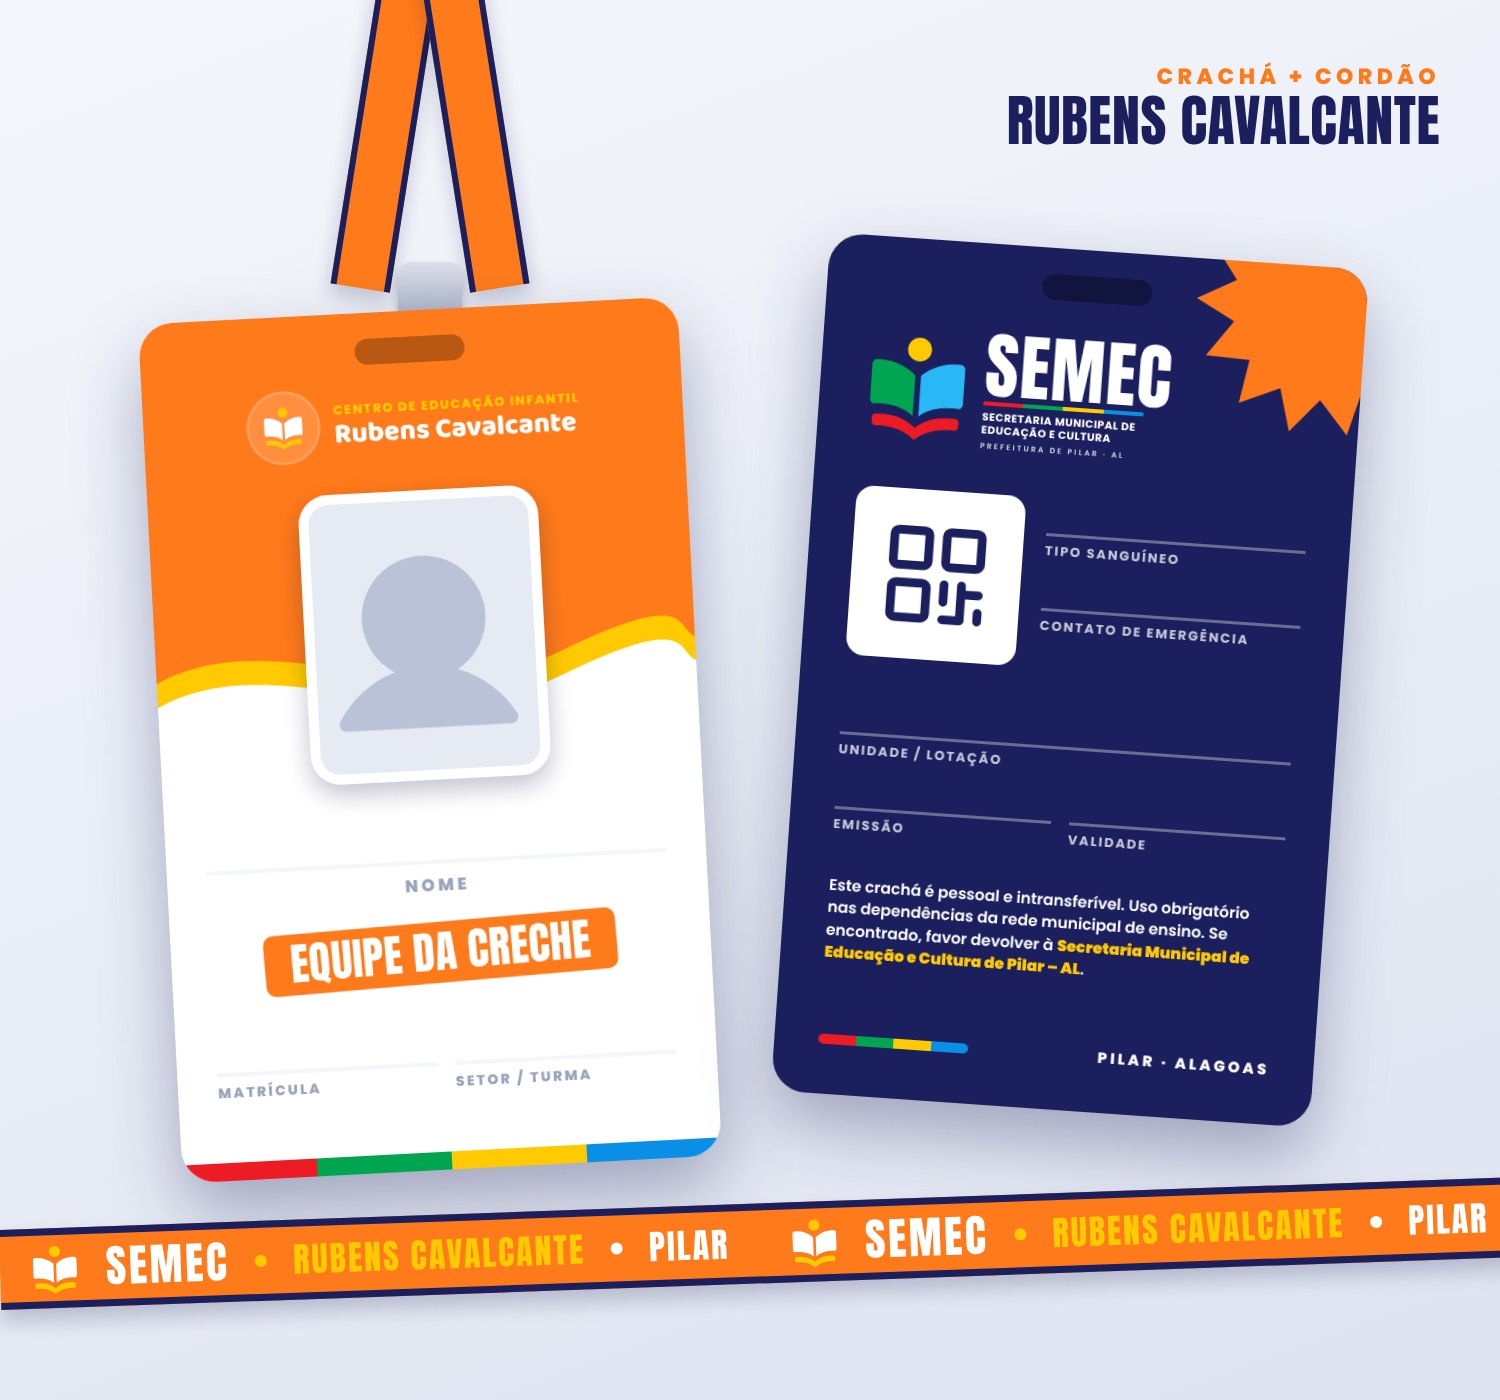 CRACHÁ + CORDÃO
RUBENS CAVALCANTE
CENTRO DE EDUCAÇÃO INFANTIL
Rubens Cavalcante
NOME
EQUIPE DA CRECHE
MATRÍCULA
SETOR / TURMA
SEMEC
SECRETARIA MUNICIPAL DE
EDUCAÇÃO E CULTURA
PREFEITURA DE PILAR · AL
TIPO SANGUÍNEO
CONTATO DE EMERGÊNCIA
UNIDADE / LOTAÇÃO
EMISSÃO
VALIDADE
Este crachá é pessoal e intransferível. Uso obrigatório
nas dependências da rede municipal de ensino. Se
encontrado, favor devolver à Secretaria Municipal de
Educação e Cultura de Pilar – AL.
PILAR · ALAGOAS
SEMEC • RUBENS CAVALCANTE • PILAR SEMEC • RUBENS CAVALCANTE • PILAR